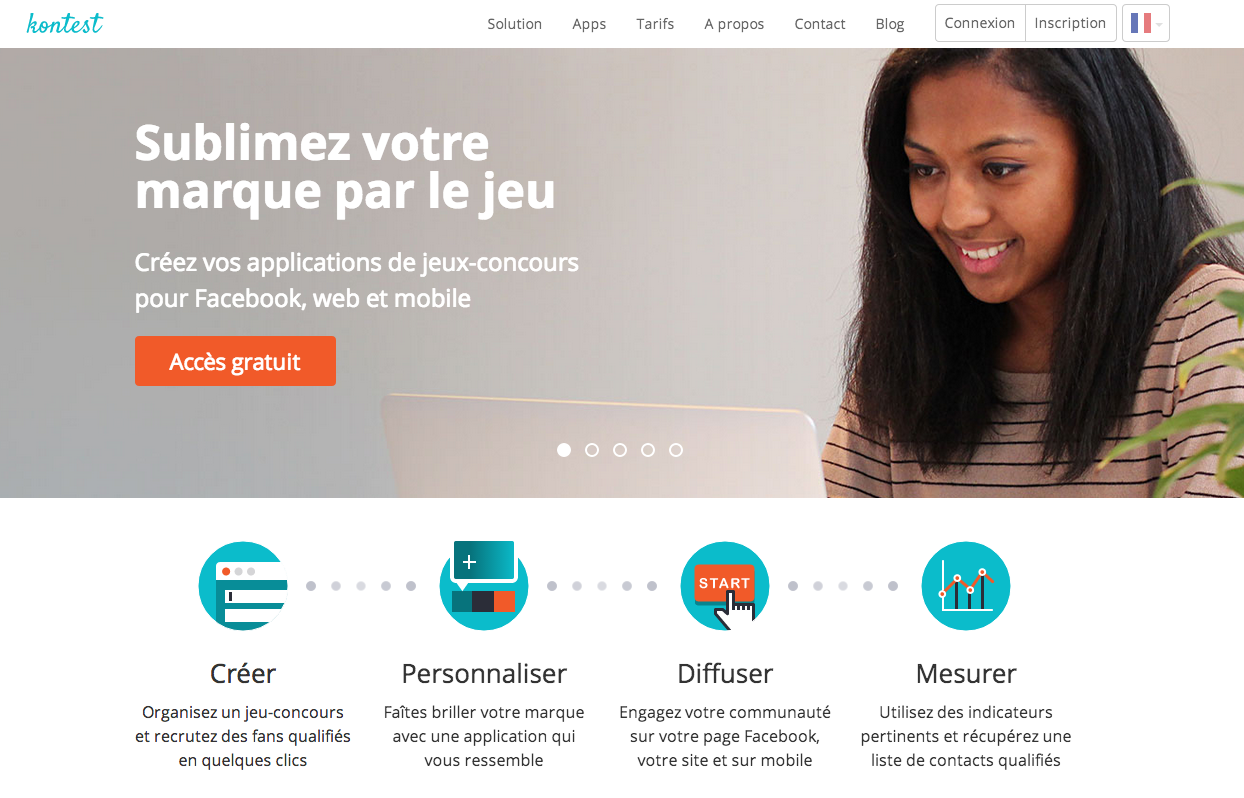 kontest
Solution
Apps
Tarifs
A propos
Contact
Blog
Connexion
Inscription
Sublimez votre
marque par le jeu
Créez vos applications de jeux-concours
pour Facebook, web et mobile
Accès gratuit
START
Créer
Organisez un jeu-concours
et recrutez des fans qualifiés
en quelques clics
Personnaliser
Faîtes briller votre marque
avec une application qui
vous ressemble
Diffuser
Engagez votre communauté
sur votre page Facebook,
votre site et sur mobile
Mesurer
Utilisez des indicateurs
pertinents et récupérez une
liste de contacts qualifiés